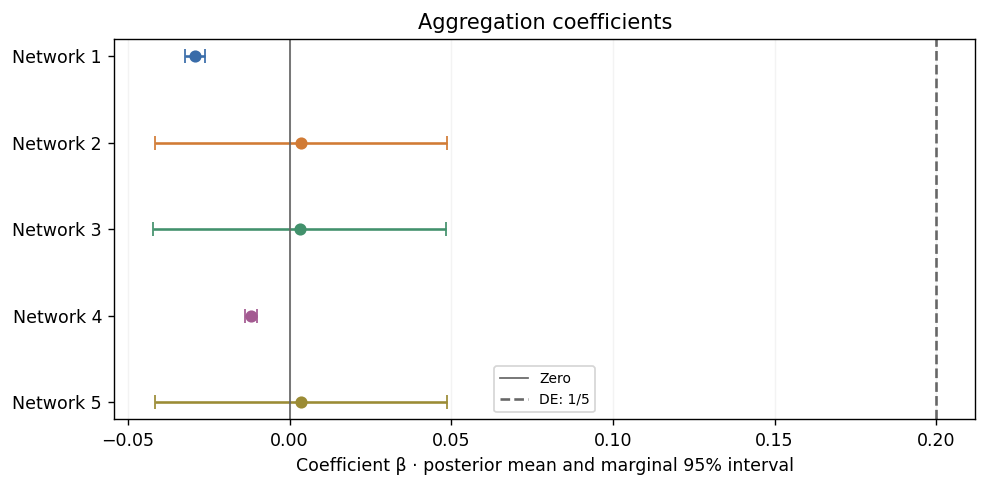 Aggregation coefficients
Network 1
Network 2
Network 3
Network 4
Network 5
Zero
DE: 1/5
−0.05 0.00 0.05 0.10 0.15 0.20
Coefficient β · posterior mean and marginal 95% interval